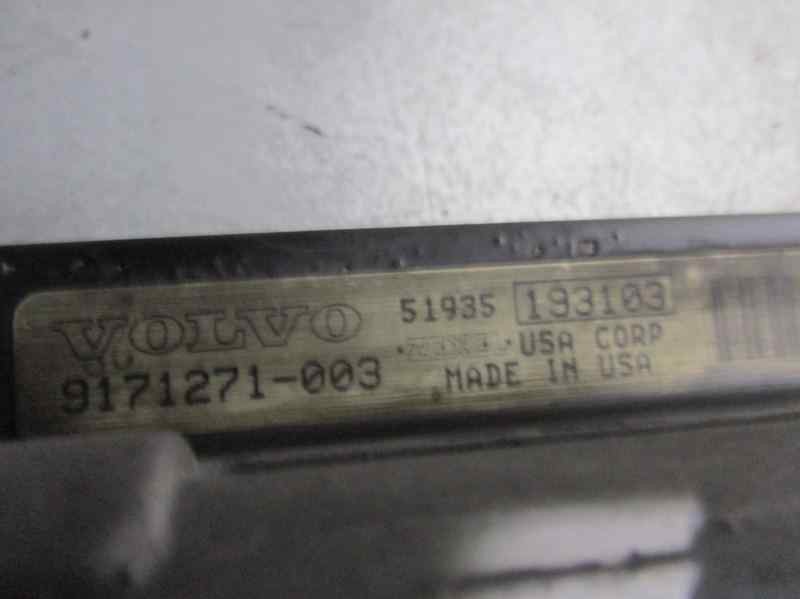 VOLVO
51935 193103
USA CORP
9171271-003
MADE IN USA